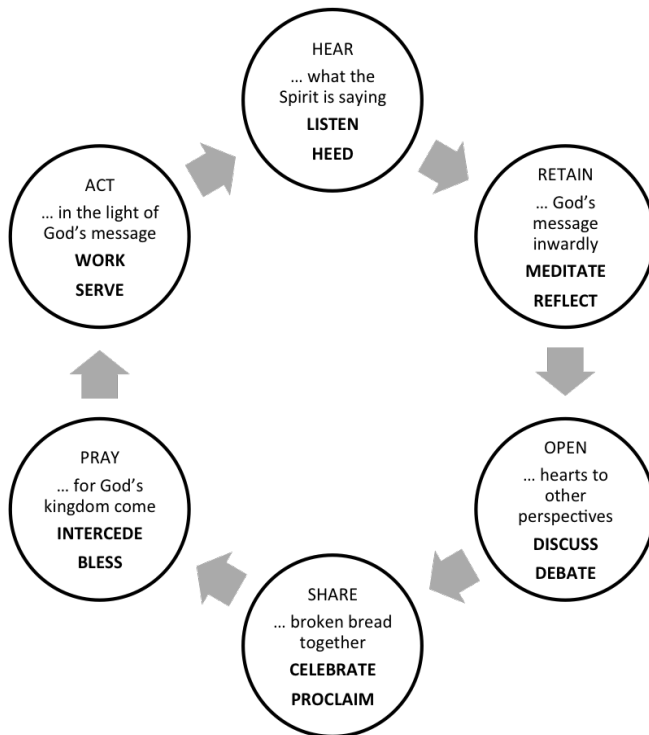 HEAR
... what the
Spirit is saying
LISTEN
HEED
RETAIN
... God’s
message
inwardly
MEDITATE
REFLECT
OPEN
... hearts to
other
perspectives
DISCUSS
DEBATE
SHARE
... broken bread
together
CELEBRATE
PROCLAIM
PRAY
... for God’s
kingdom come
INTERCEDE
BLESS
ACT
... in the light of
God’s message
WORK
SERVE